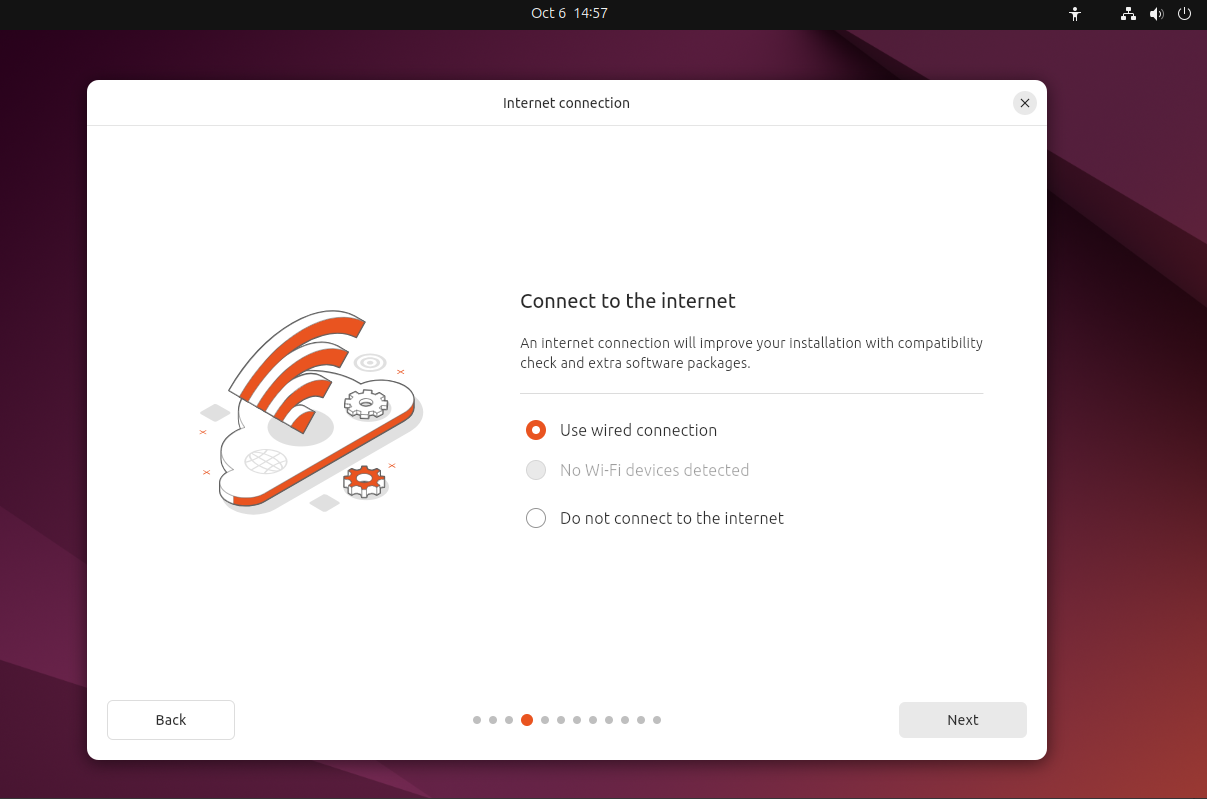 Oct 6 14:57
Internet connection
Connect to the internet
An internet connection will improve your installation with compatibility
check and extra software packages.
Use wired connection
No Wi-Fi devices detected
Do not connect to the internet
Back
Next